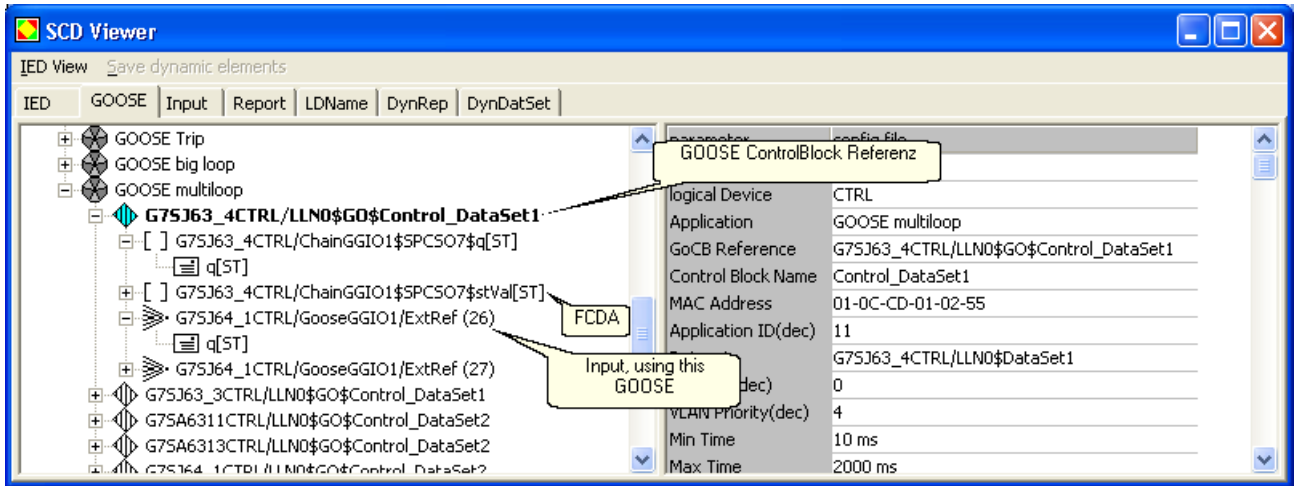 SCD Viewer
IED View Save dynamic elements
IED GOOSE Input Report LDName DynRep DynDatSet
GOOSE Trip
GOOSE big loop
GOOSE multiloop
G7SJ63_4CTRL/LLN0$GO$Control_DataSet1
[ ] G7SJ63_4CTRL/ChainGGIO1$SPCSO7$q[ST]
q[ST]
[ ] G7SJ63_4CTRL/ChainGGIO1$SPCSO7$stVal[ST]
G7SJ64_1CTRL/GooseGGIO1/ExtRef (26)
q[ST]
G7SJ64_1CTRL/GooseGGIO1/ExtRef (27)
G7SJ63_3CTRL/LLN0$GO$Control_DataSet1
G7SA6311CTRL/LLN0$GO$Control_DataSet2
G7SA6313CTRL/LLN0$GO$Control_DataSet2
G7SJ64_1CTRL/LLN0$GO$Control_DataSet2
GOOSE ControlBlock Referenz
FCDA
Input, using this
GOOSE
parameter config file
logical Device CTRL
Application GOOSE multiloop
GoCB Reference G7SJ63_4CTRL/LLN0$GO$Control_DataSet1
Control Block Name Control_DataSet1
MAC Address 01-0C-CD-01-02-55
Application ID(dec) 11
G7SJ63_4CTRL/LLN0$DataSet1
dec) 0
VLAN Priority(dec) 4
Min Time 10 ms
Max Time 2000 ms